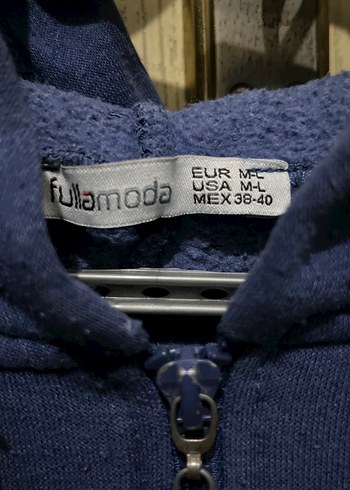 fullamoda
EUR M-L
USA M-L
MEX 38-40